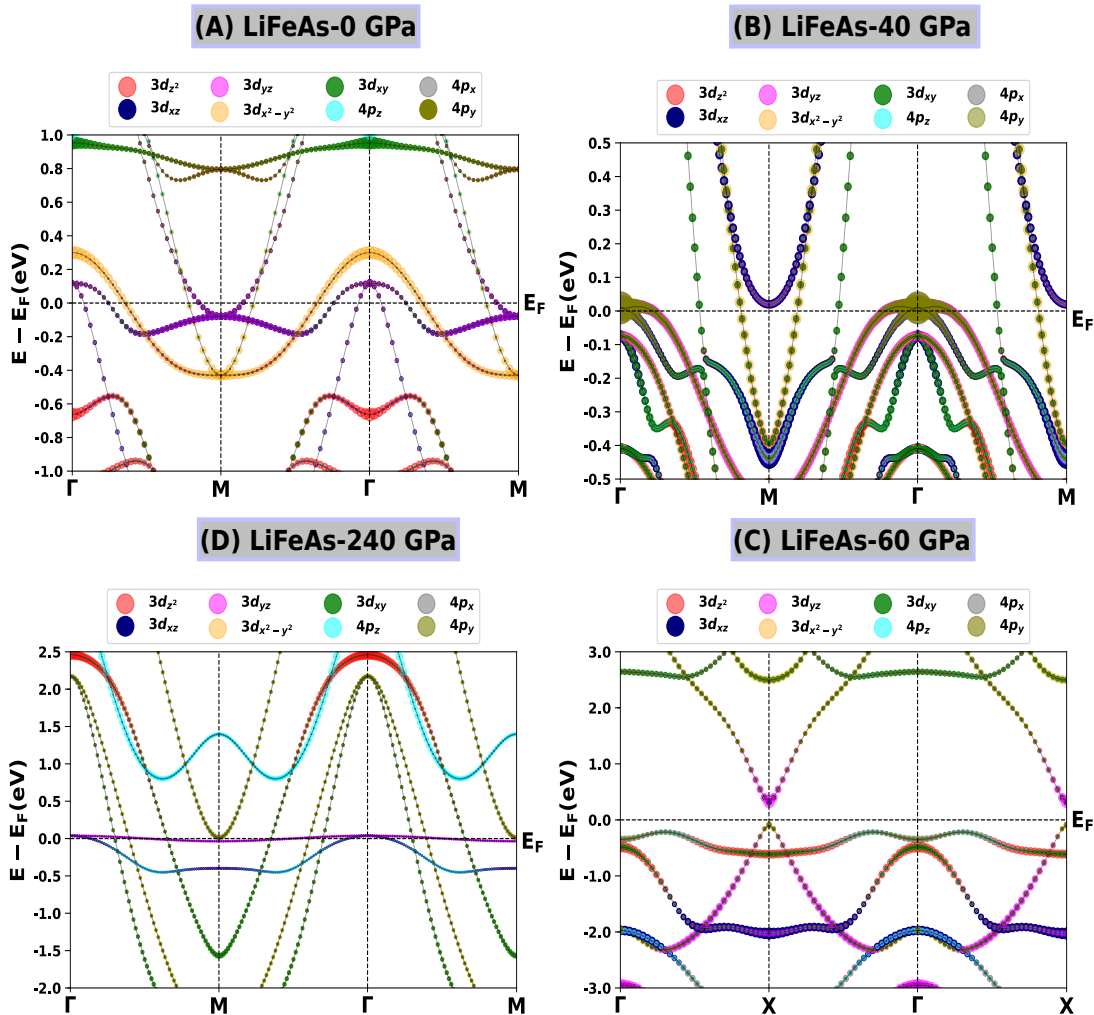 (A) LiFeAs-0 GPa
3d_{z^2} 3d_{yz} 3d_{xy} 4p_x
3d_{xz} 3d_{x^2−y^2} 4p_z 4p_y
1.0
0.8
0.6
0.4
0.2
0.0
-0.2
-0.4
-0.6
-0.8
-1.0
E − E_F(eV)
E_F
Γ M Γ M
(B) LiFeAs-40 GPa
3d_{z^2} 3d_{yz} 3d_{xy} 4p_x
3d_{xz} 3d_{x^2−y^2} 4p_z 4p_y
0.5
0.4
0.3
0.2
0.1
0.0
-0.1
-0.2
-0.3
-0.4
-0.5
E − E_F(eV)
E_F
Γ M Γ M
(D) LiFeAs-240 GPa
3d_{z^2} 3d_{yz} 3d_{xy} 4p_x
3d_{xz} 3d_{x^2−y^2} 4p_z 4p_y
2.5
2.0
1.5
1.0
0.5
0.0
-0.5
-1.0
-1.5
-2.0
E − E_F(eV)
E_F
Γ M Γ M
(C) LiFeAs-60 GPa
3d_{z^2} 3d_{yz} 3d_{xy} 4p_x
3d_{xz} 3d_{x^2−y^2} 4p_z 4p_y
3.0
2.0
1.0
0.0
-1.0
-2.0
-3.0
E − E_F(eV)
E_F
Γ X Γ X